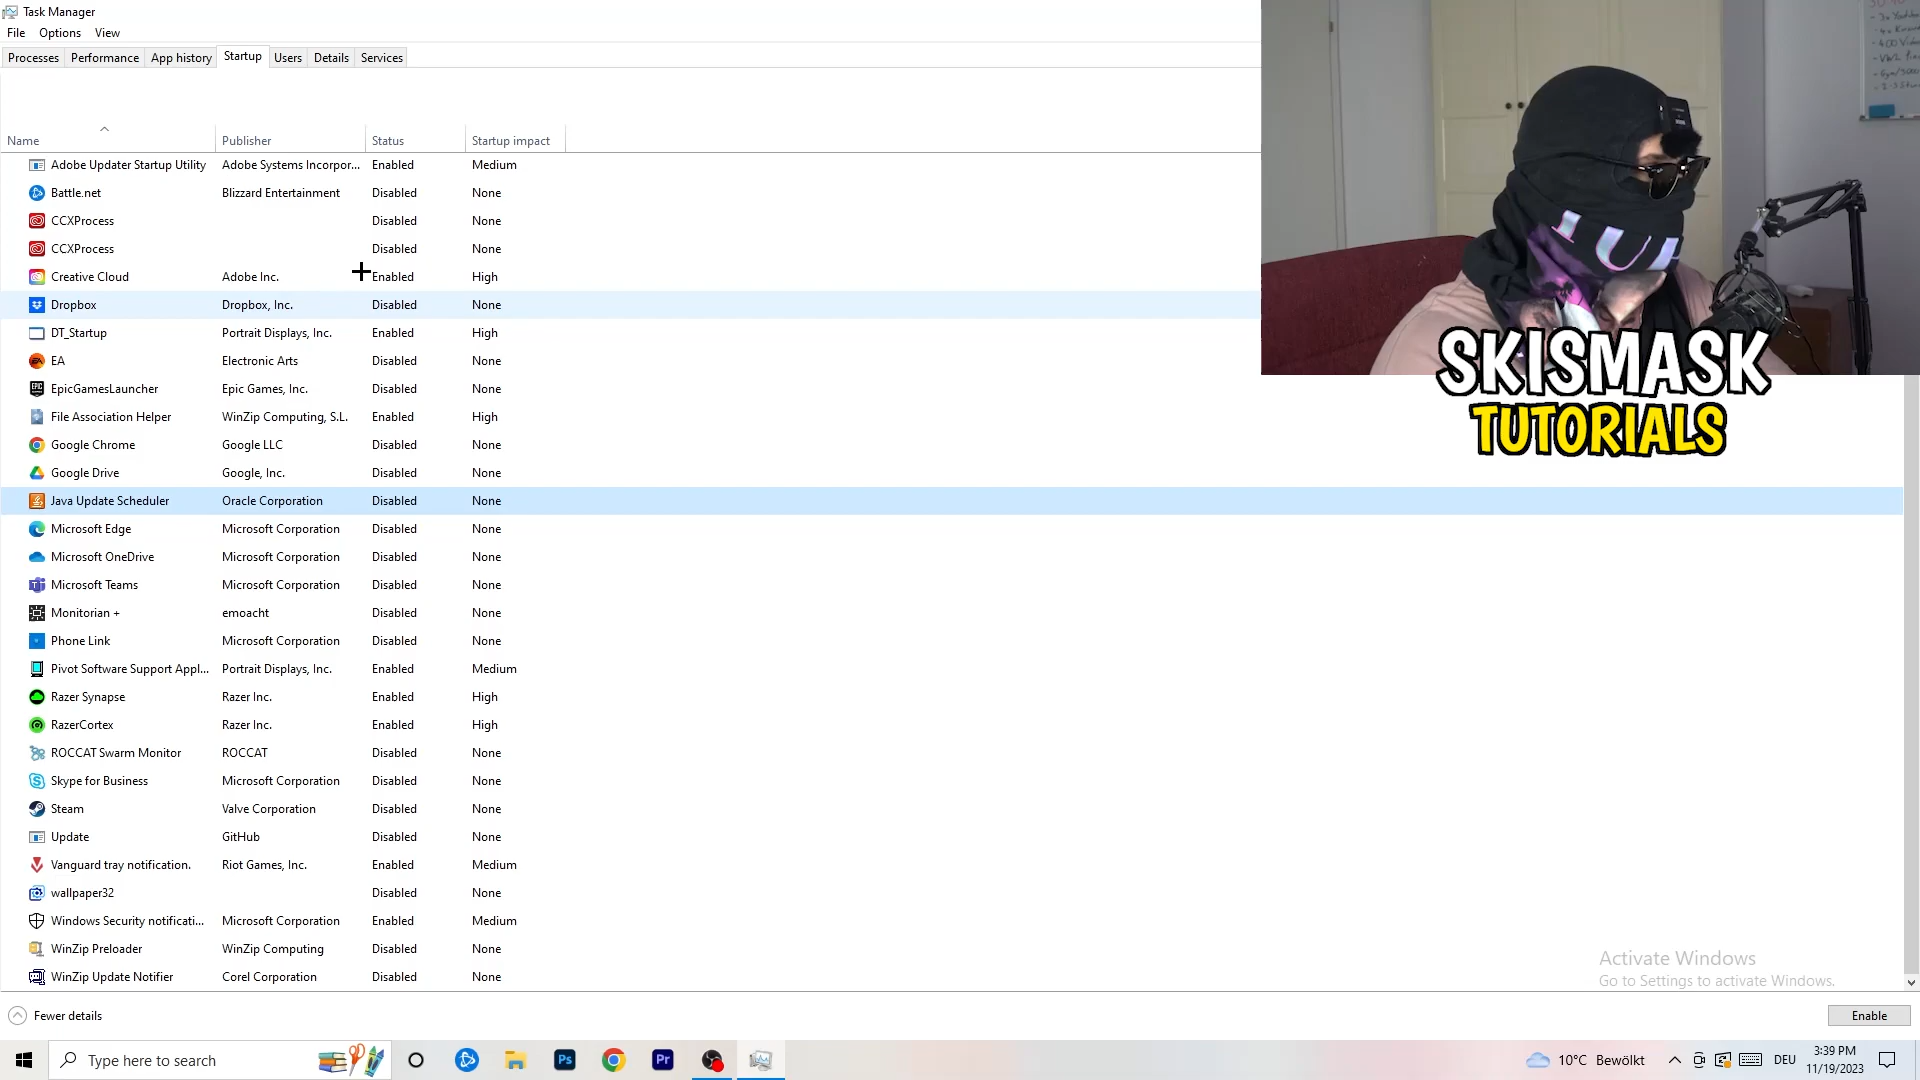 Task Manager
File Options View
Processes Performance App history Startup Users Details Services
Name Publisher Status Startup impact
Adobe Updater Startup Utility Adobe Systems Incorpor... Enabled Medium
Battle.net Blizzard Entertainment Disabled None
CCXProcess Disabled None
CCXProcess Disabled None
Creative Cloud Adobe Inc. Enabled High
Dropbox Dropbox, Inc. Disabled None
DT_Startup Portrait Displays, Inc. Enabled High
EA Electronic Arts Disabled None
EpicGamesLauncher Epic Games, Inc. Disabled None
File Association Helper WinZip Computing, S.L. Enabled High
Google Chrome Google LLC Disabled None
Google Drive Google, Inc. Disabled None
Java Update Scheduler Oracle Corporation Disabled None
Microsoft Edge Microsoft Corporation Disabled None
Microsoft OneDrive Microsoft Corporation Disabled None
Microsoft Teams Microsoft Corporation Disabled None
Monitorian + emoacht Disabled None
Phone Link Microsoft Corporation Disabled None
Pivot Software Support Appl... Portrait Displays, Inc. Enabled Medium
Razer Synapse Razer Inc. Enabled High
RazerCortex Razer Inc. Enabled High
ROCCAT Swarm Monitor ROCCAT Disabled None
Skype for Business Microsoft Corporation Disabled None
Steam Valve Corporation Disabled None
Update GitHub Disabled None
Vanguard tray notification. Riot Games, Inc. Enabled Medium
wallpaper32 Disabled None
Windows Security notificati... Microsoft Corporation Enabled Medium
WinZip Preloader WinZip Computing Disabled None
WinZip Update Notifier Corel Corporation Disabled None
SKISMASK
TUTORIALS
Activate Windows
Go to Settings to activate Windows.
Fewer details
Enable
Type here to search
Ps
Pr
10°C Bewölkt
DEU
3:39 PM
11/19/2023